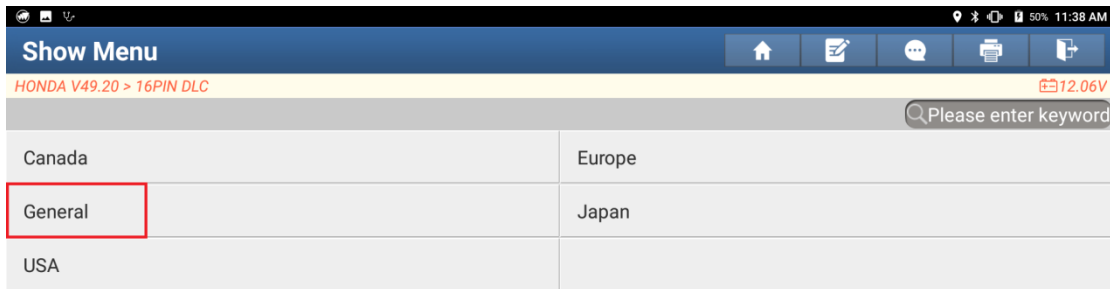 50% 11:38 AM
Show Menu
HONDA V49.20 > 16PIN DLC 12.06V
Please enter keyword
Canada Europe
General Japan
USA